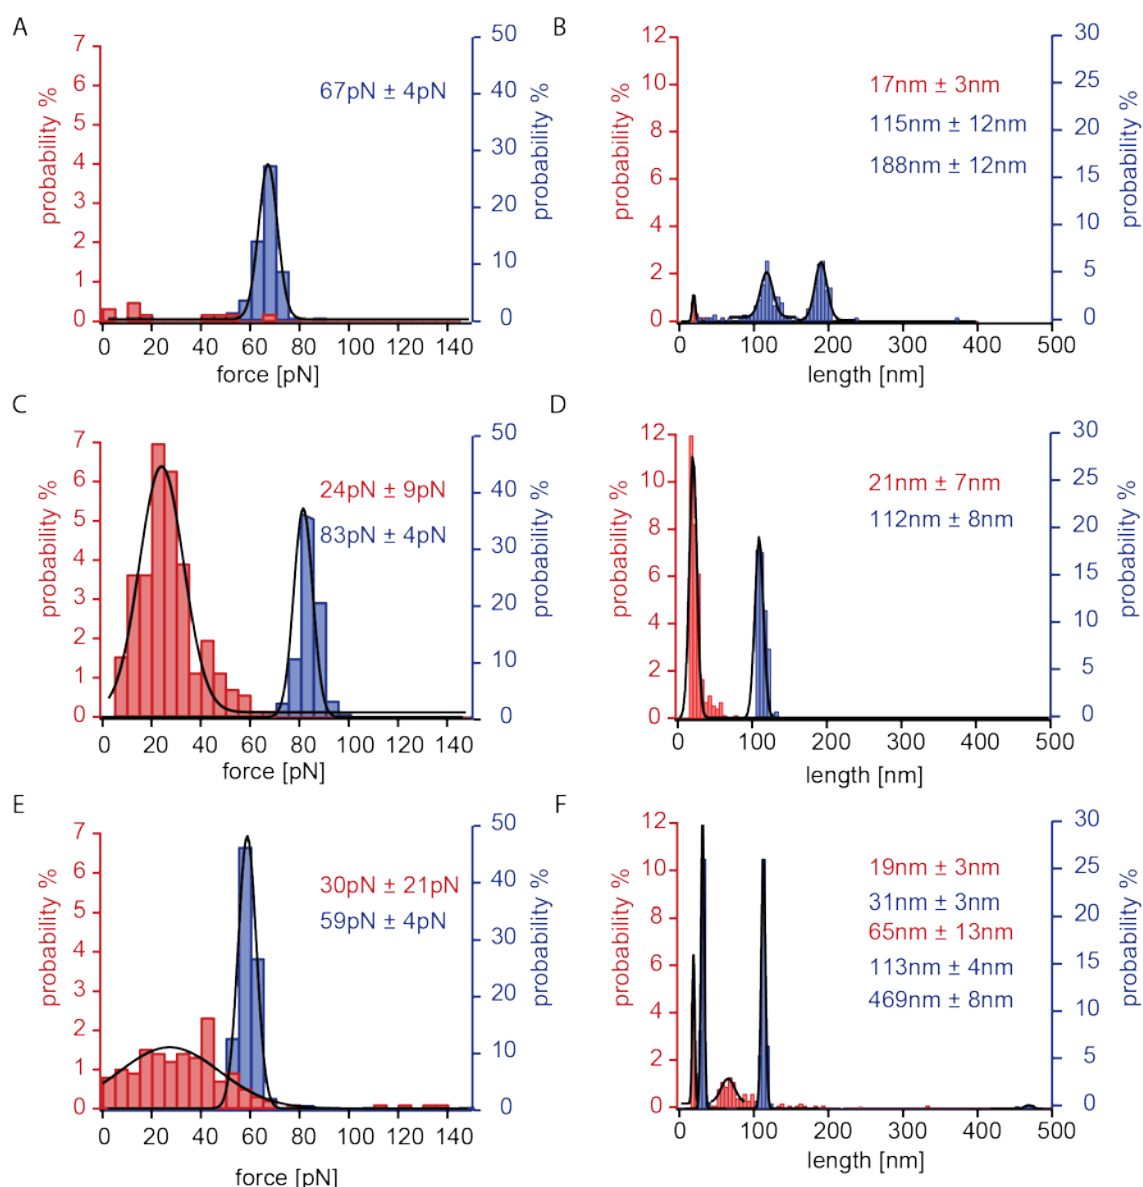 A
probability %
7
6
5
4
3
2
1
0
67pN ± 4pN
50
40
30
20
10
0
probability %
0 20 40 60 80 100 120 140
force [pN]
B
probability %
12
10
8
6
4
2
0
17nm ± 3nm
115nm ± 12nm
188nm ± 12nm
30
25
20
15
10
5
0
probability %
0 100 200 300 400 500
length [nm]
C
probability %
7
6
5
4
3
2
1
0
24pN ± 9pN
83pN ± 4pN
50
40
30
20
10
0
probability %
0 20 40 60 80 100 120 140
force [pN]
D
probability %
12
10
8
6
4
2
0
21nm ± 7nm
112nm ± 8nm
30
25
20
15
10
5
0
probability %
0 100 200 300 400 500
length [nm]
E
probability %
7
6
5
4
3
2
1
0
30pN ± 21pN
59pN ± 4pN
50
40
30
20
10
0
probability %
0 20 40 60 80 100 120 140
force [pN]
F
probability %
12
10
8
6
4
2
0
19nm ± 3nm
31nm ± 3nm
65nm ± 13nm
113nm ± 4nm
469nm ± 8nm
30
25
20
15
10
5
0
probability %
0 100 200 300 400 500
length [nm]